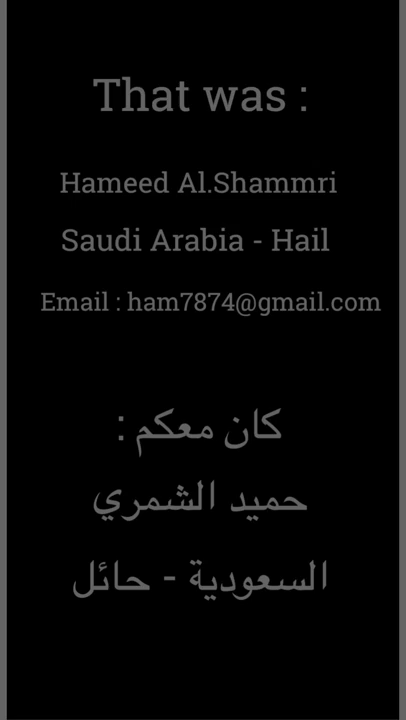 That was :
Hameed Al.Shammri
Saudi Arabia - Hail
Email : ham7874@gmail.com
كان معكم :
حميد الشمري
السعودية - حائل